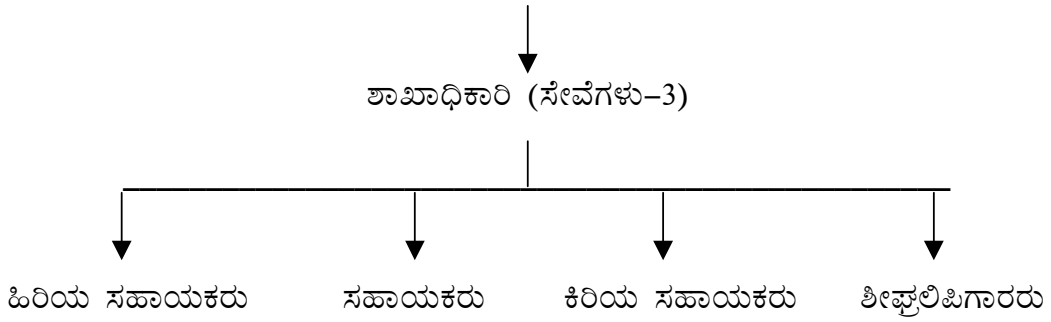 ಶಾಖಾಧಿಕಾರಿ (ಸೇವೆಗಳು-3)
ಹಿರಿಯ ಸಹಾಯಕರು ಸಹಾಯಕರು ಕಿರಿಯ ಸಹಾಯಕರು ಶೀಘ್ರಲಿಪಿಗಾರರು